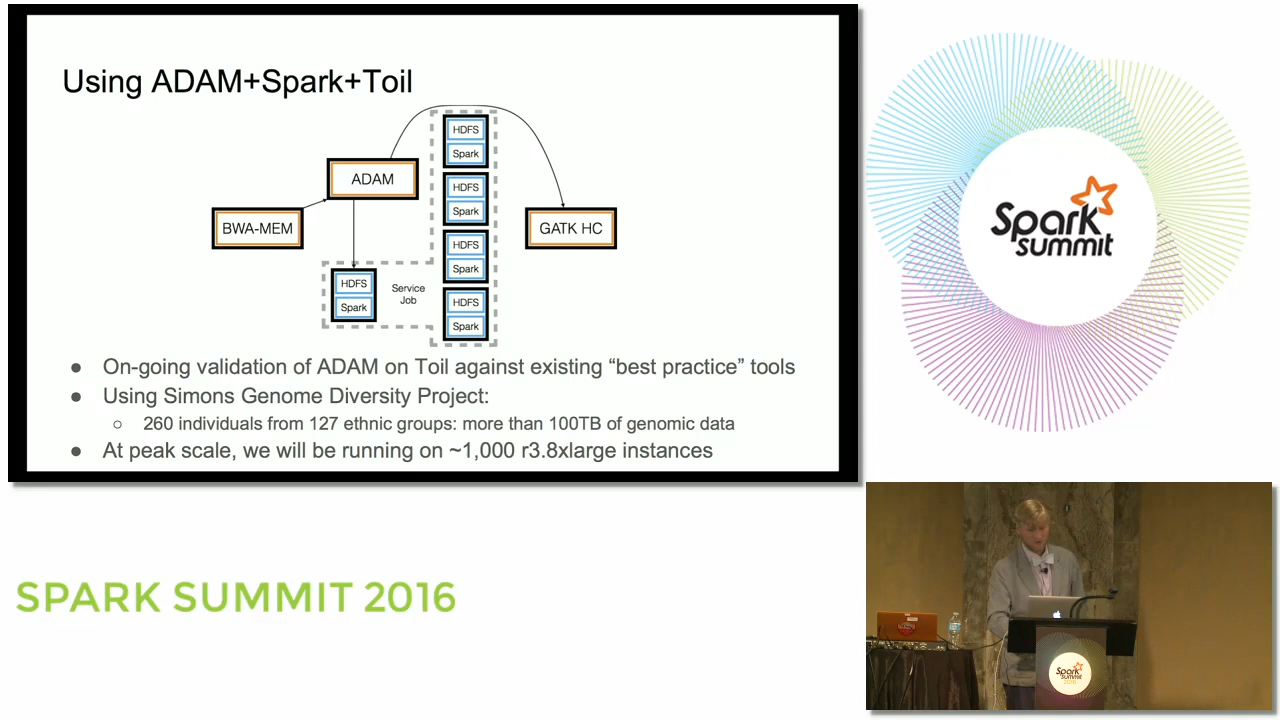 Using ADAM+Spark+Toil
HDFS
Spark
ADAM
HDFS
Spark
BWA-MEM
GATK HC
HDFS
Spark
HDFS
Spark
Service
Job
HDFS
Spark
● On-going validation of ADAM on Toil against existing “best practice” tools
● Using Simons Genome Diversity Project:
○ 260 individuals from 127 ethnic groups: more than 100TB of genomic data
● At peak scale, we will be running on ~1,000 r3.8xlarge instances
Spark
summit
SPARK SUMMIT 2016
Spark
summit
2016